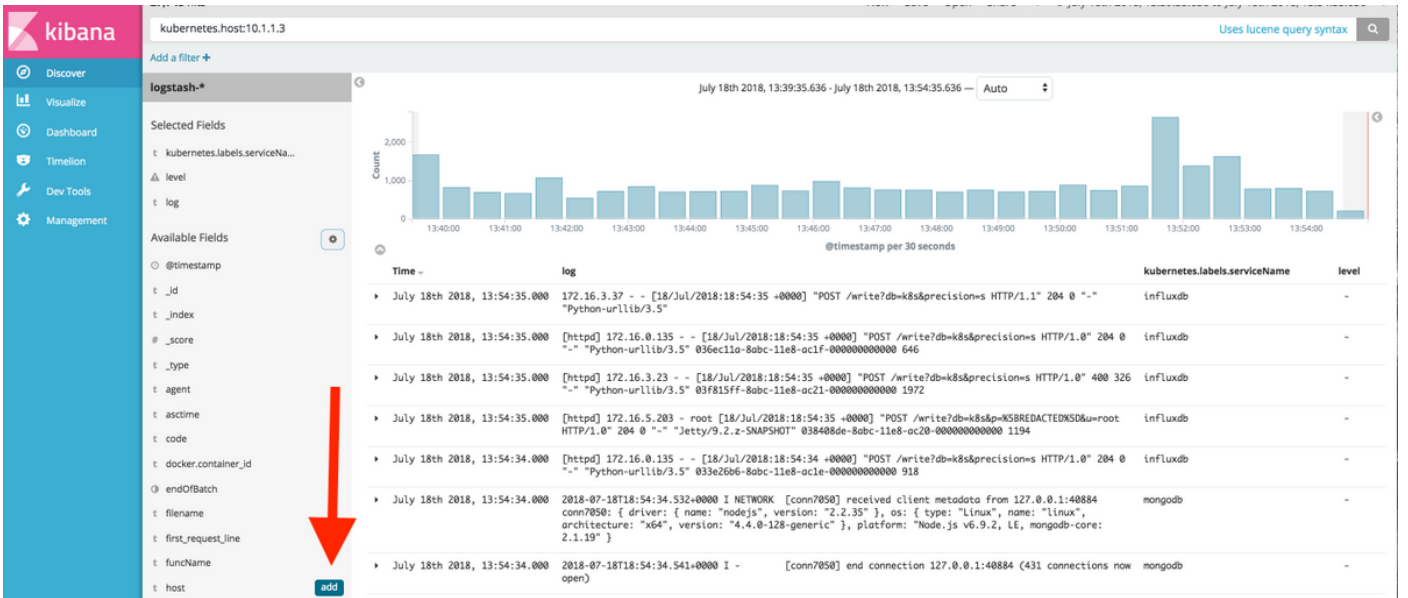 kibana
Discover
Visualize
Dashboard
Timelion
Dev Tools
Management
kubernetes.host:10.1.1.3
Uses lucene query syntax
Add a filter +
logstash-*
Selected Fields
t kubernetes.labels.serviceNa...
level
t log
Available Fields
@timestamp
t _id
t _index
# _score
t _type
t agent
t asctime
t code
t docker.container_id
endOfBatch
t filename
t first_request_line
t funcName
t host
add
July 18th 2018, 13:39:35.636 - July 18th 2018, 13:54:35.636 — Auto
Count
2,000
1,000
0
13:40:00 13:41:00 13:42:00 13:43:00 13:44:00 13:45:00 13:46:00 13:47:00 13:48:00 13:49:00 13:50:00 13:51:00 13:52:00 13:53:00 13:54:00
@timestamp per 30 seconds
Time log kubernetes.labels.serviceName level
July 18th 2018, 13:54:35.000 172.16.3.37 - - [18/Jul/2018:18:54:35 +0000] "POST /write?db=k8s&precision=s HTTP/1.1" 204 0 "-" influxdb -
"Python-urllib/3.5"
July 18th 2018, 13:54:35.000 [httpd] 172.16.0.135 - - [18/Jul/2018:18:54:35 +0000] "POST /write?db=k8s&precision=s HTTP/1.0" 204 0 influxdb -
"-" "Python-urllib/3.5" 036ec11a-8abc-11e8-ac1f-000000000000 646
July 18th 2018, 13:54:35.000 [httpd] 172.16.3.23 - - [18/Jul/2018:18:54:35 +0000] "POST /write?db=k8s&precision=s HTTP/1.0" 400 326 influxdb -
"-" "Python-urllib/3.5" 03f815ff-8abc-11e8-ac21-000000000000 1972
July 18th 2018, 13:54:35.000 [httpd] 172.16.5.203 - root [18/Jul/2018:18:54:35 +0000] "POST /write?db=k8s&p=%5BREDACTED%5D&u=root influxdb -
HTTP/1.0" 204 0 "-" "Jetty/9.2.z-SNAPSHOT" 038408de-8abc-11e8-ac20-000000000000 1194
July 18th 2018, 13:54:34.000 [httpd] 172.16.0.135 - - [18/Jul/2018:18:54:34 +0000] "POST /write?db=k8s&precision=s HTTP/1.0" 204 0 influxdb -
"-" "Python-urllib/3.5" 033e26b6-8abc-11e8-ac1e-000000000000 918
July 18th 2018, 13:54:34.000 2018-07-18T18:54:34.532+0000 I NETWORK [conn7050] received client metadata from 127.0.0.1:40884 mongodb -
conn7050: { driver: { name: "nodejs", version: "2.2.35" }, os: { type: "Linux", name: "linux",
architecture: "x64", version: "4.4.0-128-generic" }, platform: "Node.js v6.9.2, LE, mongodb-core:
2.1.19" }
July 18th 2018, 13:54:34.000 2018-07-18T18:54:34.541+0000 I - [conn7050] end connection 127.0.0.1:40884 (431 connections now mongodb -
open)